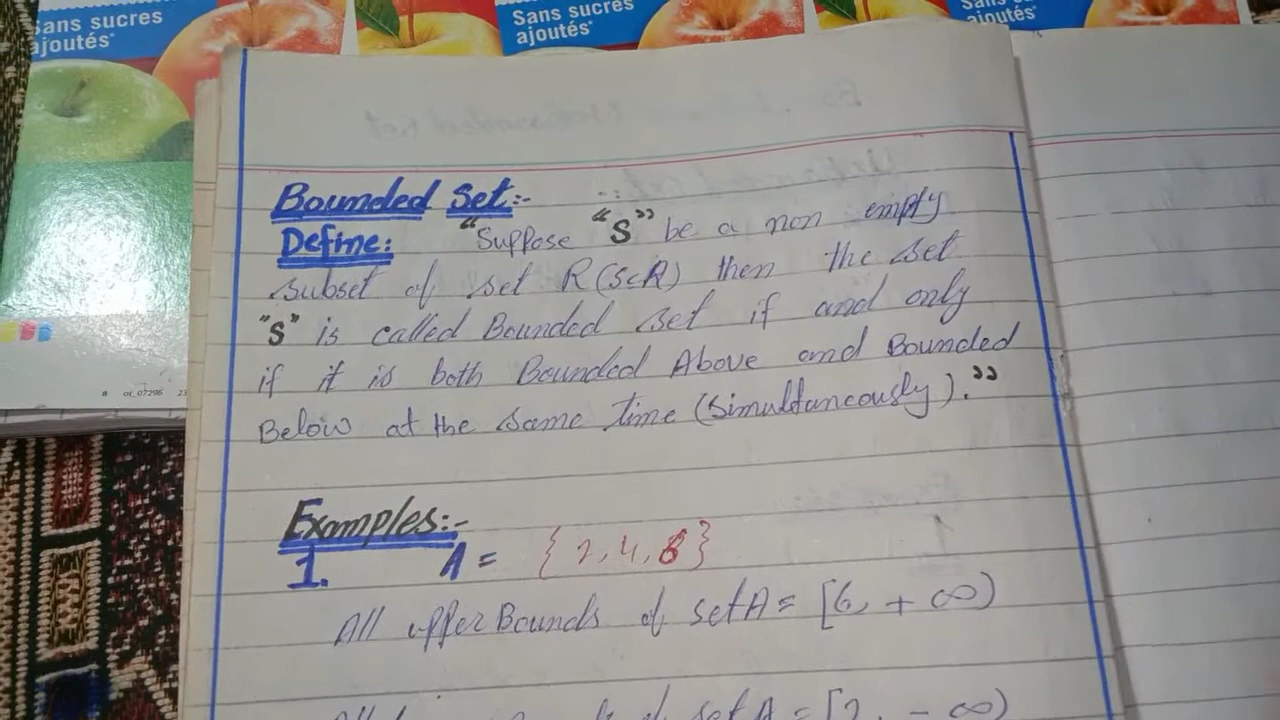 Sans sucres
ajoutés*
Sans sucres
ajoutés*
Sans sucres
ajoutés*
Bounded Set:-
Define: "Suppose "S" be a non empty
subset of set R(S⊂R) then the set
"S" is called Bounded set if and only
if it is both Bounded Above and Bounded
Below at the same time (simultaneously)."
Examples:-
1. A = {2,4,6}
All upper Bounds of set A = [6, +∞)
set A = [2, -∞)